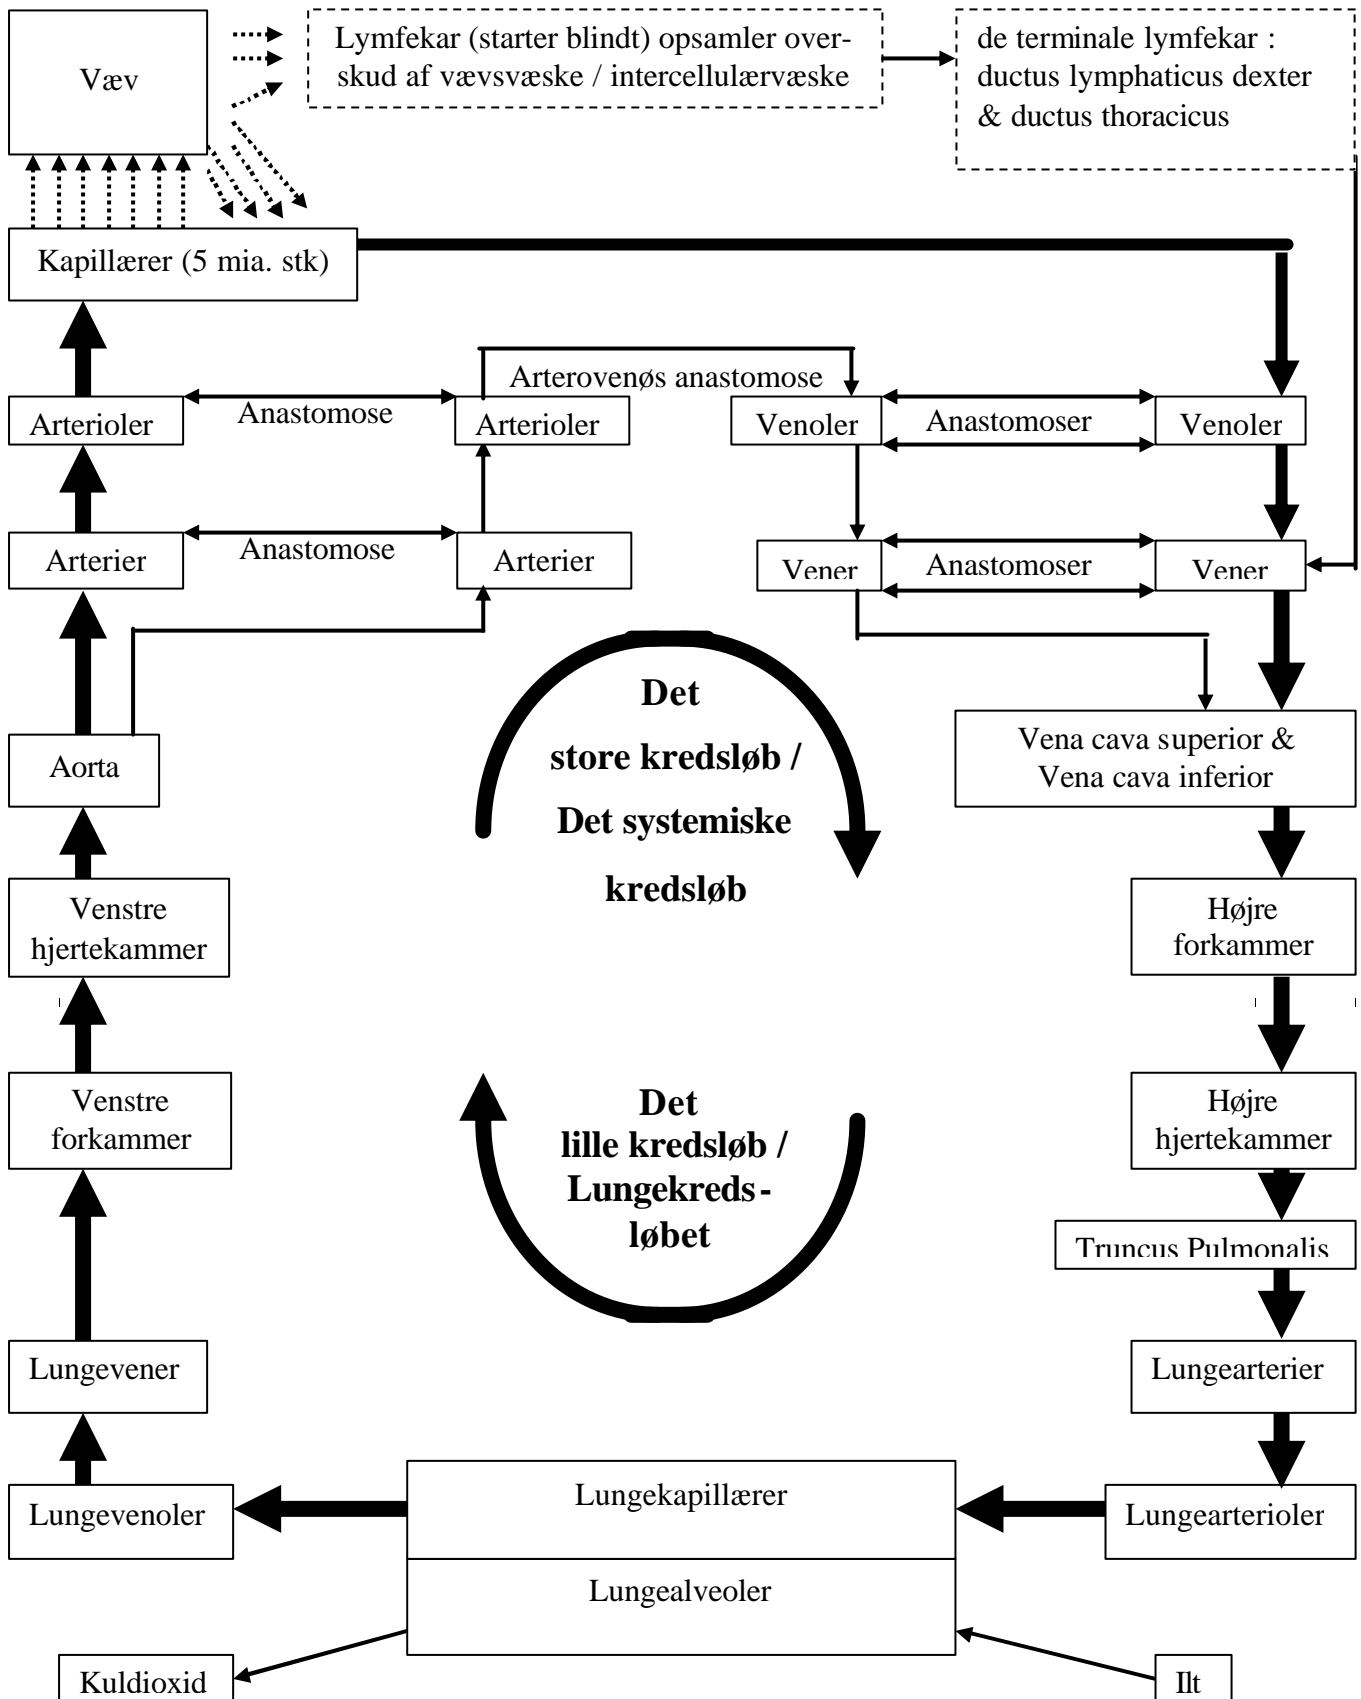 Væv
Lymfekar (starter blindt) opsamler over-
skud af vævsvæske / intercellulærvæske
de terminale lymfekar :
ductus lymphaticus dexter
& ductus thoracicus
Kapillærer (5 mia. stk)
Arterovenøs anastomose
Arterioler
Anastomose
Arterioler
Venoler
Anastomoser
Venoler
Arterier
Anastomose
Arterier
Vener
Anastomoser
Vener
Det
store kredsløb /
Det systemiske
kredsløb
Aorta
Vena cava superior &
Vena cava inferior
Venstre
hjertekammer
Højre
forkammer
Venstre
forkammer
Det
lille kredsløb /
Lungekreds-
løbet
Højre
hjertekammer
Truncus Pulmonalis
Lungevener
Lungearterier
Lungevenoler
Lungekapillærer
Lungearterioler
Lungealveoler
Kuldioxid
Ilt